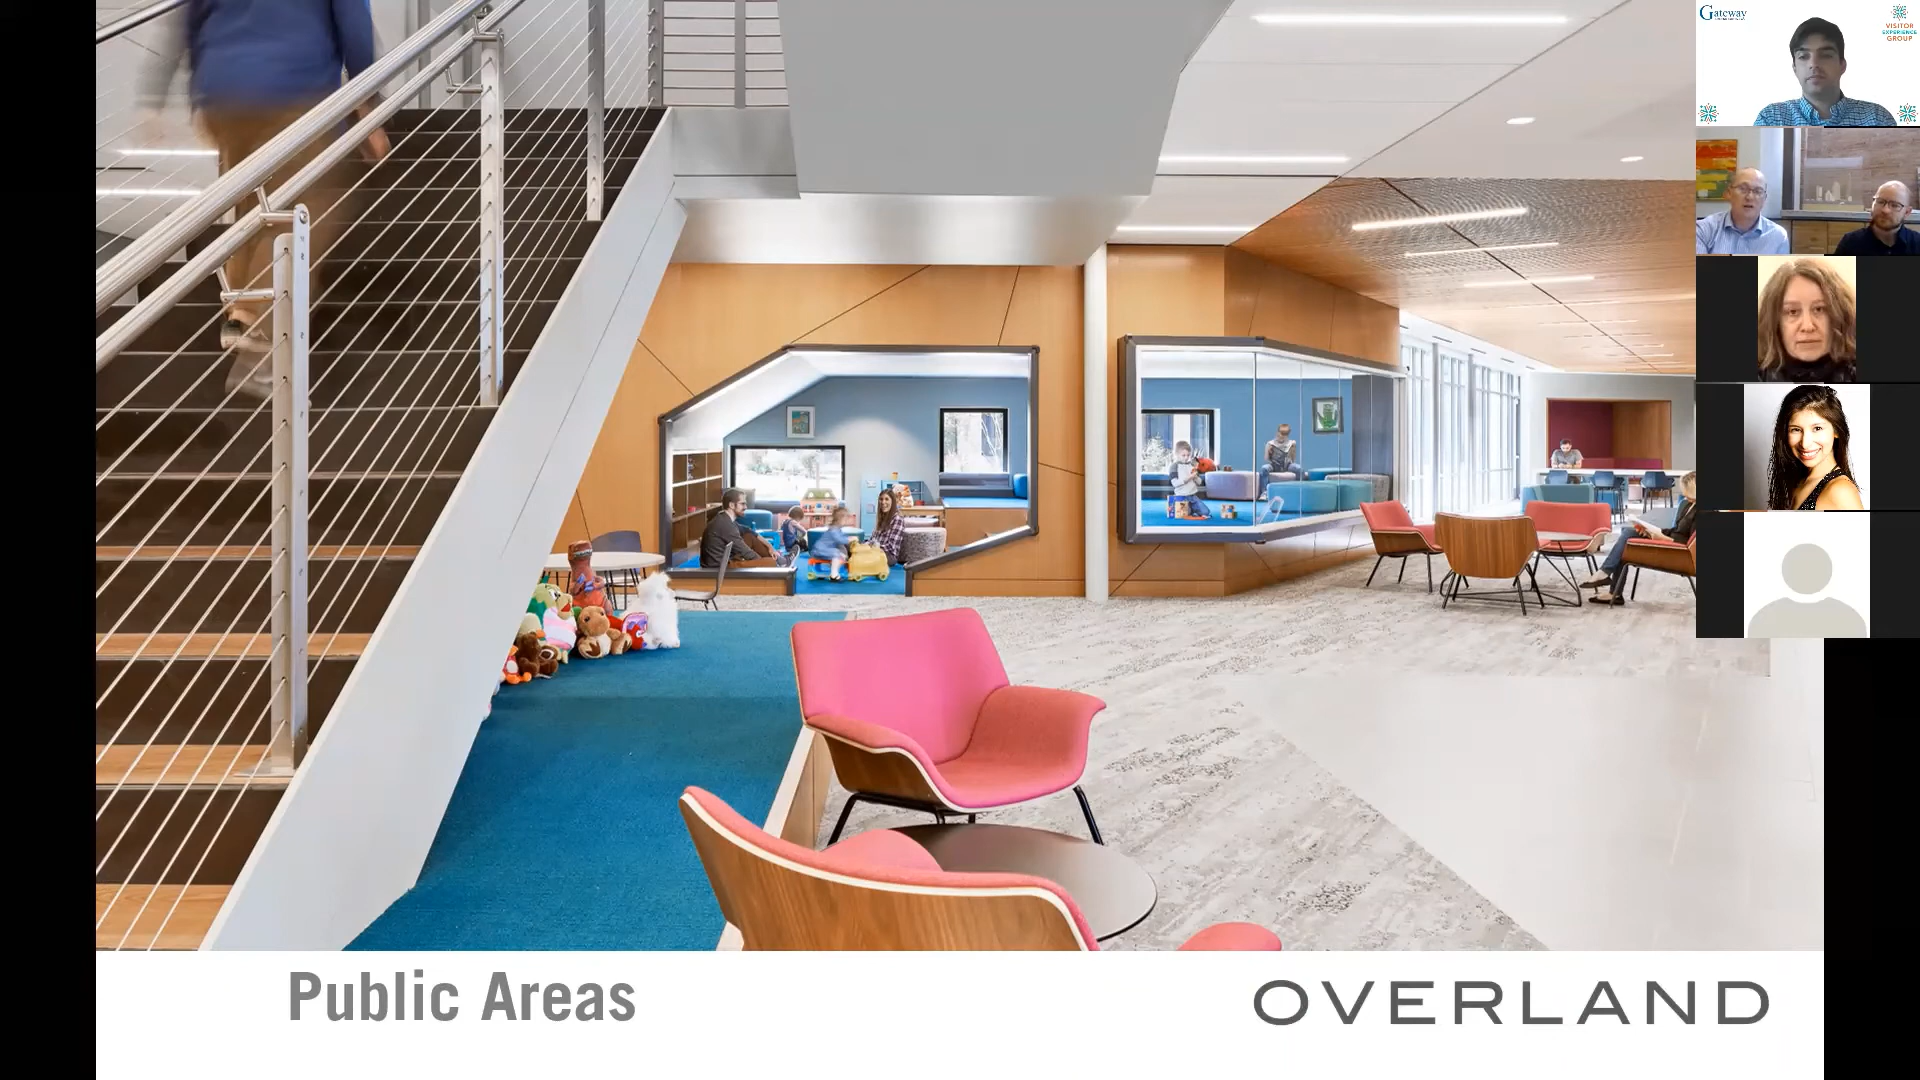 Gateway
VISITOR
EXPERIENCE
GROUP
Public Areas
OVERLAND